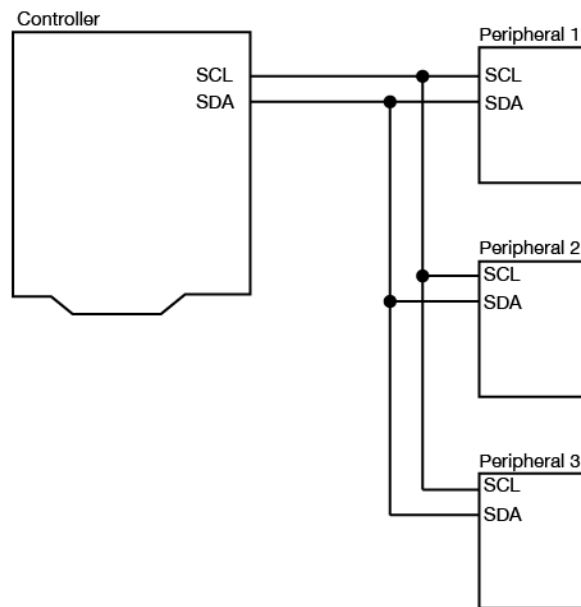 Controller
SCL
SDA
Peripheral 1
SCL
SDA
Peripheral 2
SCL
SDA
Peripheral 3
SCL
SDA